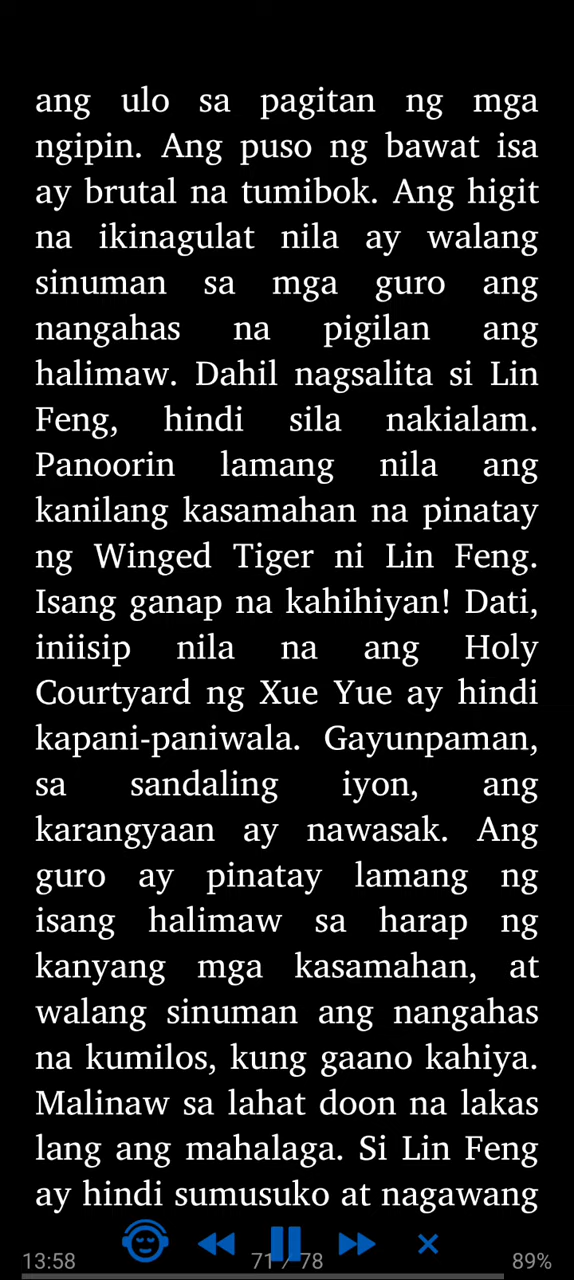 ang ulo sa pagitan ng mga
ngipin. Ang puso ng bawat isa
ay brutal na tumibok. Ang higit
na ikinagulat nila ay walang
sinuman sa mga guro ang
nangahas na pigilan ang
halimaw. Dahil nagsalita si Lin
Feng, hindi sila nakialam.
Panoorin lamang nila ang
kanilang kasamahan na pinatay
ng Winged Tiger ni Lin Feng.
Isang ganap na kahihiyan! Dati,
iniisip nila na ang Holy
Courtyard ng Xue Yue ay hindi
kapani-paniwala. Gayunpaman,
sa sandaling iyon, ang
karangyaan ay nawasak. Ang
guro ay pinatay lamang ng
isang halimaw sa harap ng
kanyang mga kasamahan, at
walang sinuman ang nangahas
na kumilos, kung gaano kahiya.
Malinaw sa lahat doon na lakas
lang ang mahalaga. Si Lin Feng
ay hindi sumusuko at nagawang
13:58 71 / 78 89%